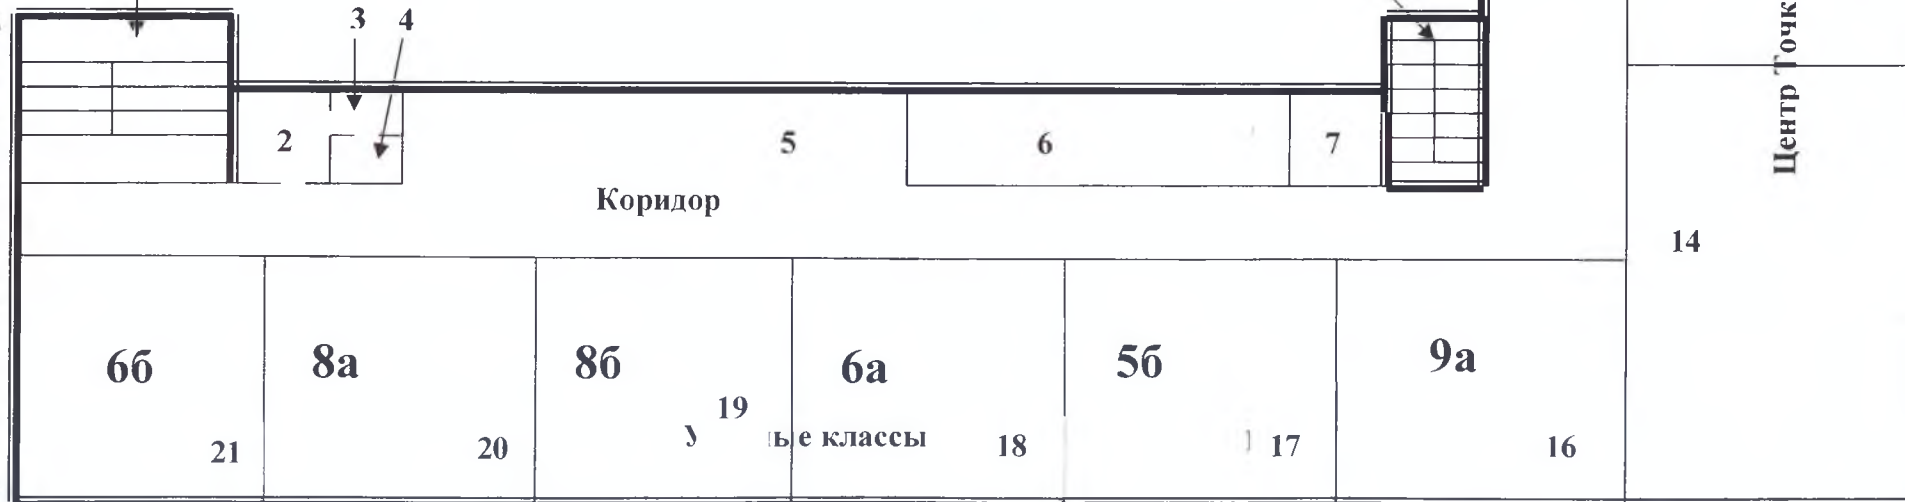 3 4
2 5 6 7
Коридор
Центр Точк
14
6б 8а 8б 6а 5б 9а
19
ые классы
21 20 18 17 16